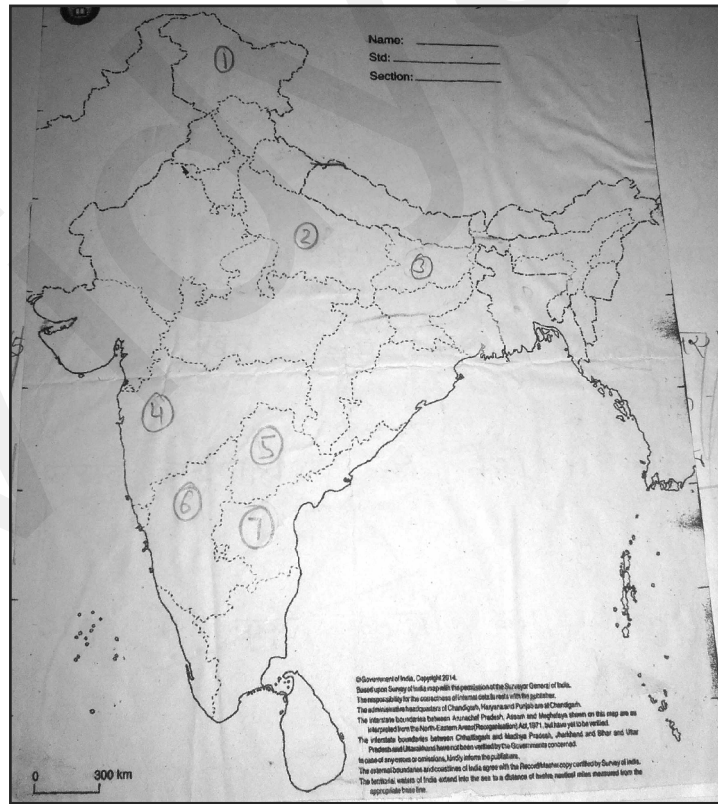 Name:
Std:
Section:
1
2
3
4
5
6
7
0 300 km
© Government of India, Copyright 2014.
Based upon Survey of India map with the permission of the Surveyor General of India.
The responsibility for the correctness of internal details rests with the publisher.
The administrative headquarters of Chandigarh, Haryana and Punjab are at Chandigarh.
The interstate boundaries between Arunachal Pradesh, Assam and Meghalaya shown on this map are as
interpreted from the North-Eastern Areas (Reorganisation) Act, 1971, but have yet to be verified.
The interstate boundaries between Chhattisgarh and Madhya Pradesh, Jharkhand and Bihar and Uttar
Pradesh and Uttarakhand have not been verified by the Governments concerned.
In case of any errors or omissions, kindly inform the publishers.
The external boundaries and coastlines of India agree with the Record/Master copy certified by Survey of India.
The territorial waters of India extend into the sea to a distance of twelve nautical miles measured from the
appropriate base line.